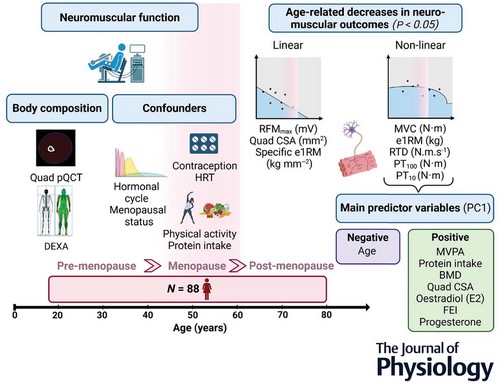 Neuromuscular function
Body composition
Quad pQCT
DEXA
Confounders
Hormonal
cycle
Menopausal
status
Contraception
HRT
Physical activity
Protein intake
Pre-menopause
Menopause
Post-menopause
N = 88
0
20
40
60
80
Age (years)
Age-related decreases in neuro-
muscular outcomes (P < 0.05)
Linear
RFMmax (mV)
Quad CSA (mm²)
Specific e1RM
(kg mm⁻²)
Non-linear
MVC (N·m)
e1RM (kg)
RTD (N.m.s⁻¹)
PT₁₀₀ (N·m)
PT₁₀ (N·m)
Main predictor variables (PC1)
Negative
Age
Positive
MVPA
Protein intake
BMD
Quad CSA
Oestradiol (E2)
FEI
Progesterone
The Journal of
Physiology